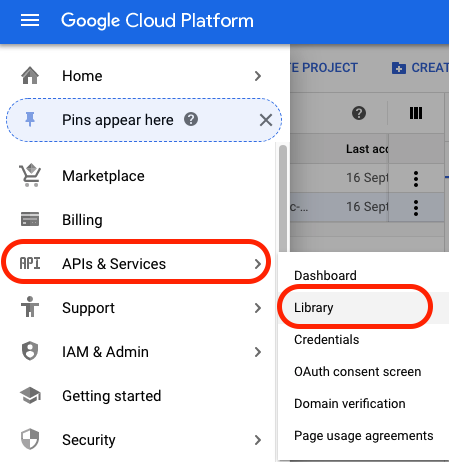 Google Cloud Platform
Home
TE PROJECT
CREAT
Pins appear here
Last acc
Marketplace
16 Sept
c-... 16 Sept
Billing
API APIs & Services
Dashboard
Library
Support
Credentials
IAM & Admin
OAuth consent screen
Getting started
Domain verification
Security
Page usage agreements